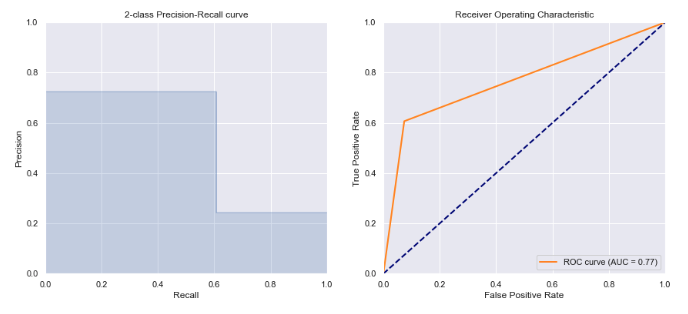 2-class Precision-Recall curve
Precision
1.0
0.8
0.6
0.4
0.2
0.0
0.0 0.2 0.4 0.6 0.8 1.0
Recall
Receiver Operating Characteristic
True Positive Rate
1.0
0.8
0.6
0.4
0.2
0.0
ROC curve (AUC = 0.77)
0.0 0.2 0.4 0.6 0.8 1.0
False Positive Rate